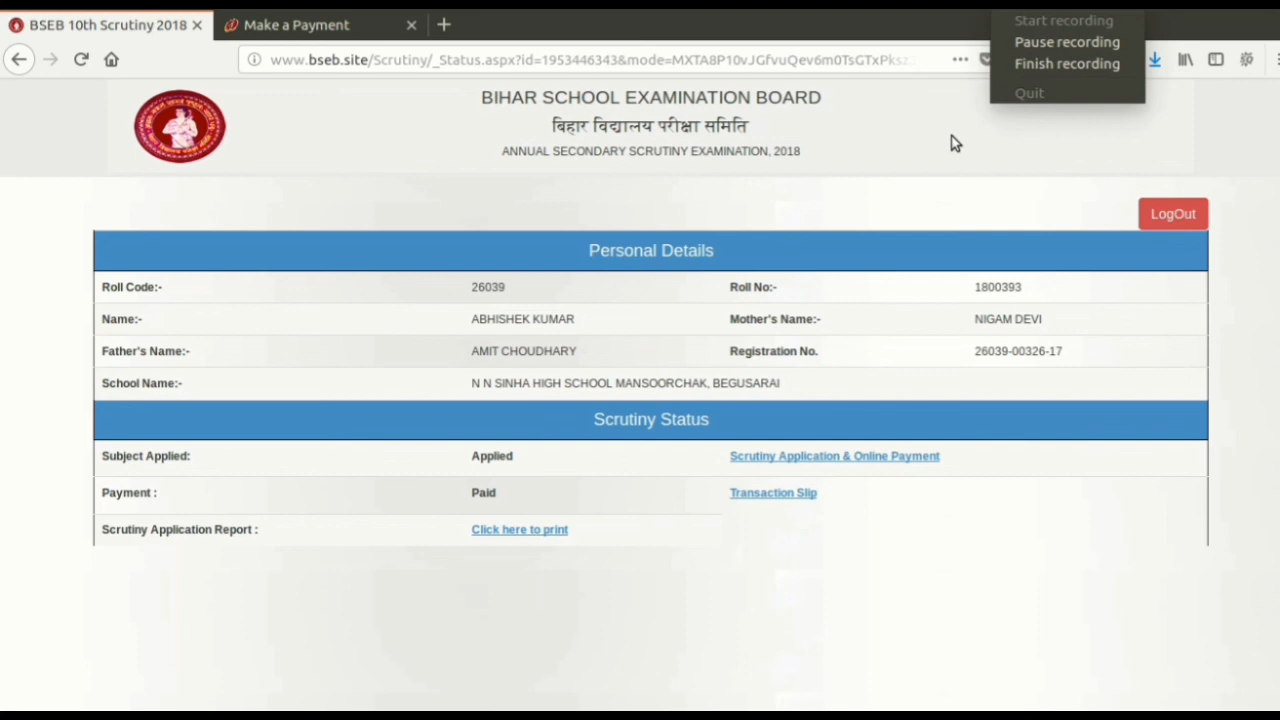 BSEB 10th Scrutiny 2018
Make a Payment
Start recording
Pause recording
Finish recording
Quit
www.bseb.site/Scrutiny/_Status.aspx?id=1953446343&mode=MXTA8P10vJGfvuQev6m0TsGTxPksz
BIHAR SCHOOL EXAMINATION BOARD
बिहार विद्यालय परीक्षा समिति
ANNUAL SECONDARY SCRUTINY EXAMINATION, 2018
LogOut
Personal Details
Roll Code:- 26039 Roll No:- 1800393
Name:- ABHISHEK KUMAR Mother's Name:- NIGAM DEVI
Father's Name:- AMIT CHOUDHARY Registration No. 26039-00326-17
School Name:- N N SINHA HIGH SCHOOL MANSOORCHAK, BEGUSARAI
Scrutiny Status
Subject Applied: Applied Scrutiny Application & Online Payment
Payment : Paid Transaction Slip
Scrutiny Application Report : Click here to print